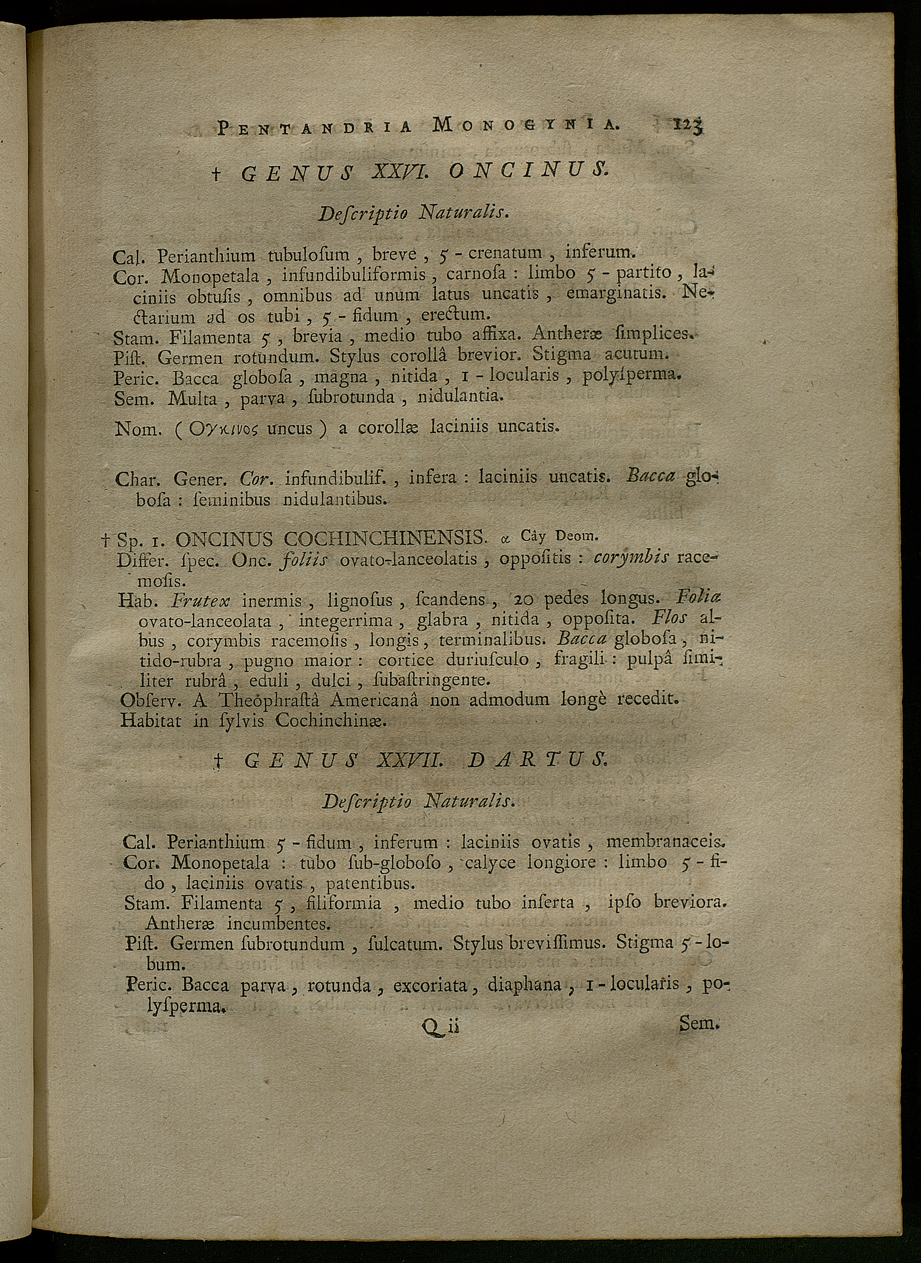 PENTANDRIA MONOGYNIA. 123
† GENUS XXVI. ONCINUS.
Deſcriptio Naturalis.
Cal. Perianthium tubuloſum , breve , 5 - crenatum , inferum.
Cor. Monopetala , infundibuliformis , carnoſa : limbo 5 - partito , la-
ciniis obtuſis , omnibus ad unum latus uncatis , emarginatis. Ne-
ctarium ad os tubi , 5 - fidum , erectum.
Stam. Filamenta 5 , brevia , medio tubo affixa. Antheræ ſimplices.
Piſt. Germen rotundum. Stylus corollâ brevior. Stigma acutum.
Peric. Bacca globoſa , magna , nitida , 1 - locularis , polyſperma.
Sem. Multa , parva , ſubrotunda , nidulantia.
Nom. ( Ογκινος uncus ) a corollæ laciniis uncatis.
Char. Gener. Cor. infundibulif. , infera : laciniis uncatis. Bacca glo-
boſa : ſeminibus nidulantibus.
† Sp. 1. ONCINUS COCHINCHINENSIS. α Cây Deom.
Differ. ſpec. Onc. foliis ovato-lanceolatis , oppoſitis : corymbis race-
moſis.
Hab. Frutex inermis , lignoſus , ſcandens , 20 pedes longus. Folia
ovato-lanceolata , integerrima , glabra , nitida , oppoſita. Flos al-
bus , corymbis racemoſis , longis , terminalibus. Bacca globoſa , ni-
tido-rubra , pugno maior : cortice duriuſculo , fragili : pulpâ ſimi-
liter rubrâ , eduli , dulci , ſubaſtringente.
Obſerv. A Theôphraſtâ Americanâ non admodum longè recedit.
Habitat in ſylvis Cochinchinæ.
† GENUS XXVII. DARTUS.
Deſcriptio Naturalis.
Cal. Perianthium 5 - fidum , inferum : laciniis ovatis , membranaceis.
Cor. Monopetala : tubo ſub-globoſo , calyce longiore : limbo 5 - fi-
do , laciniis ovatis , patentibus.
Stam. Filamenta 5 , filiformia , medio tubo inſerta , ipſo breviora.
Antheræ incumbentes.
Piſt. Germen ſubrotundum , ſulcatum. Stylus breviſſimus. Stigma 5 - lo-
bum.
Peric. Bacca parva , rotunda , excoriata , diaphana , 1 - locularis , po-
lyſperma.
Q ii Sem.